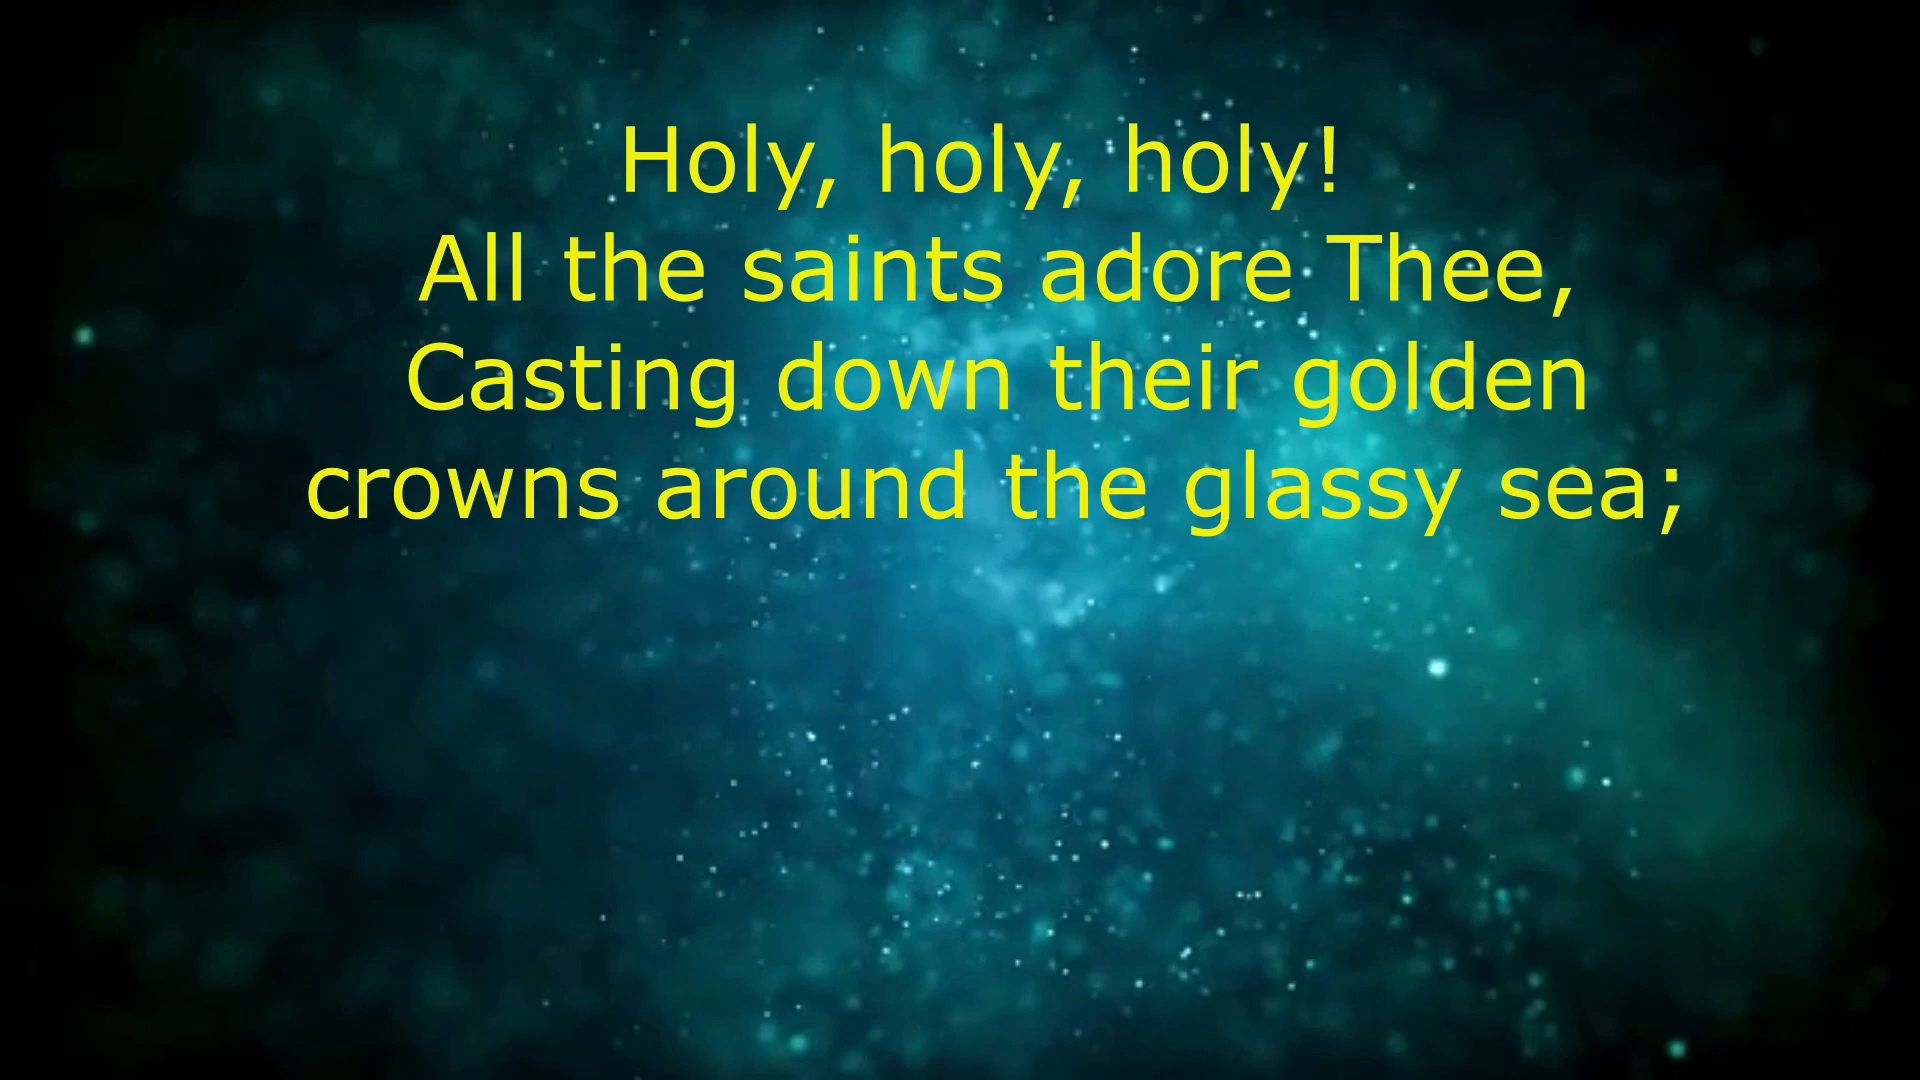 Holy, holy, holy!
All the saints adore Thee,
Casting down their golden
crowns around the glassy sea;